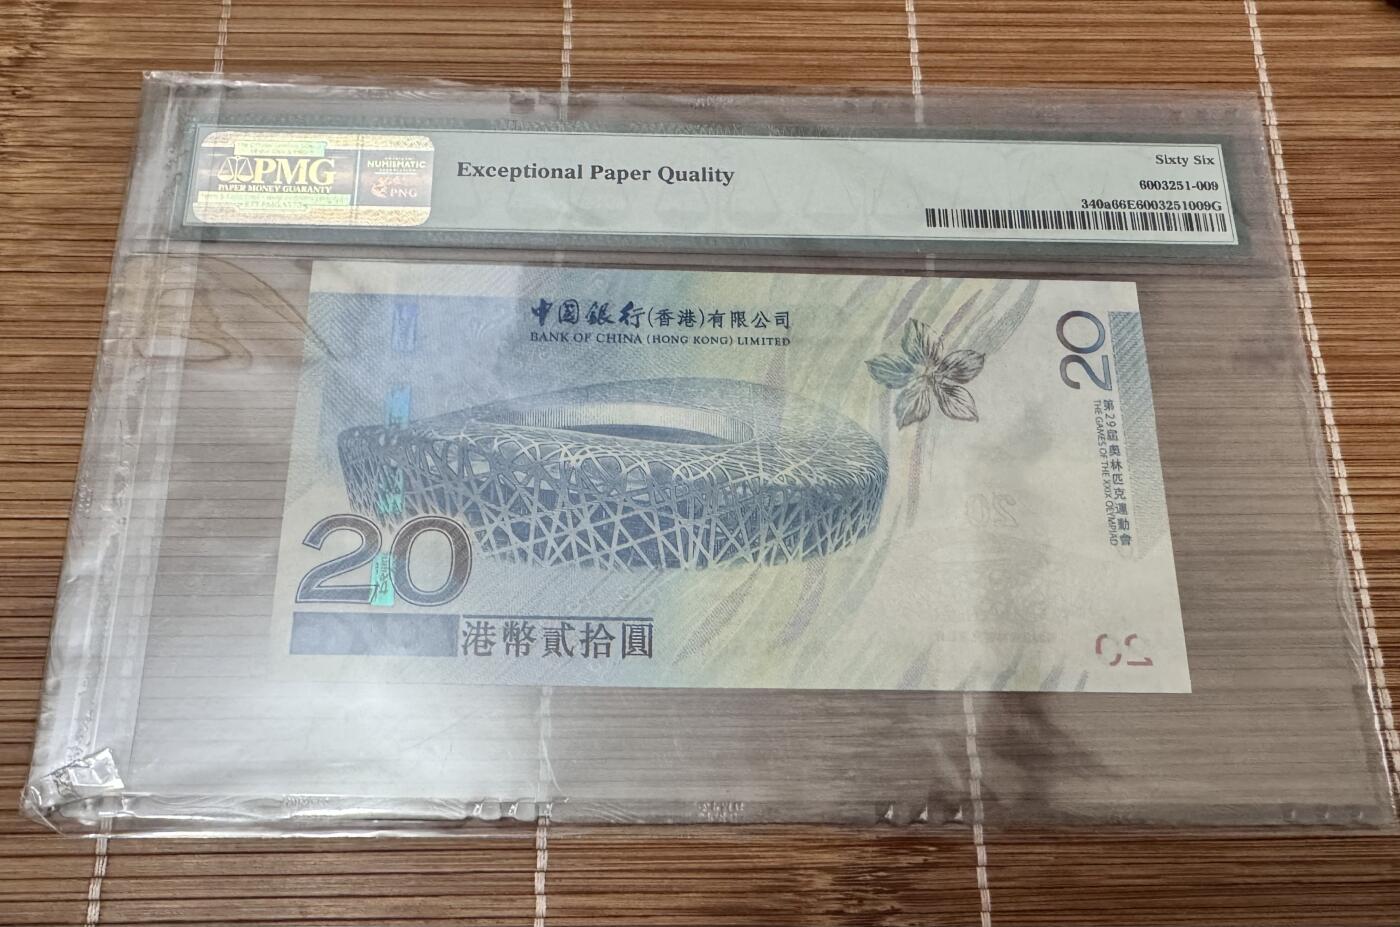 PMG
PAPER MONEY GUARANTY
NUMISMATIC
PNG
Exceptional Paper Quality
Sixty Six
6003251-009
340a66E6003251009G
中国银行(香港)有限公司
BANK OF CHINA (HONG KONG) LIMITED
20
第29屆奧林匹克運動會
THE GAMES OF THE XXIX OLYMPIAD
20
港幣貳拾圓
20